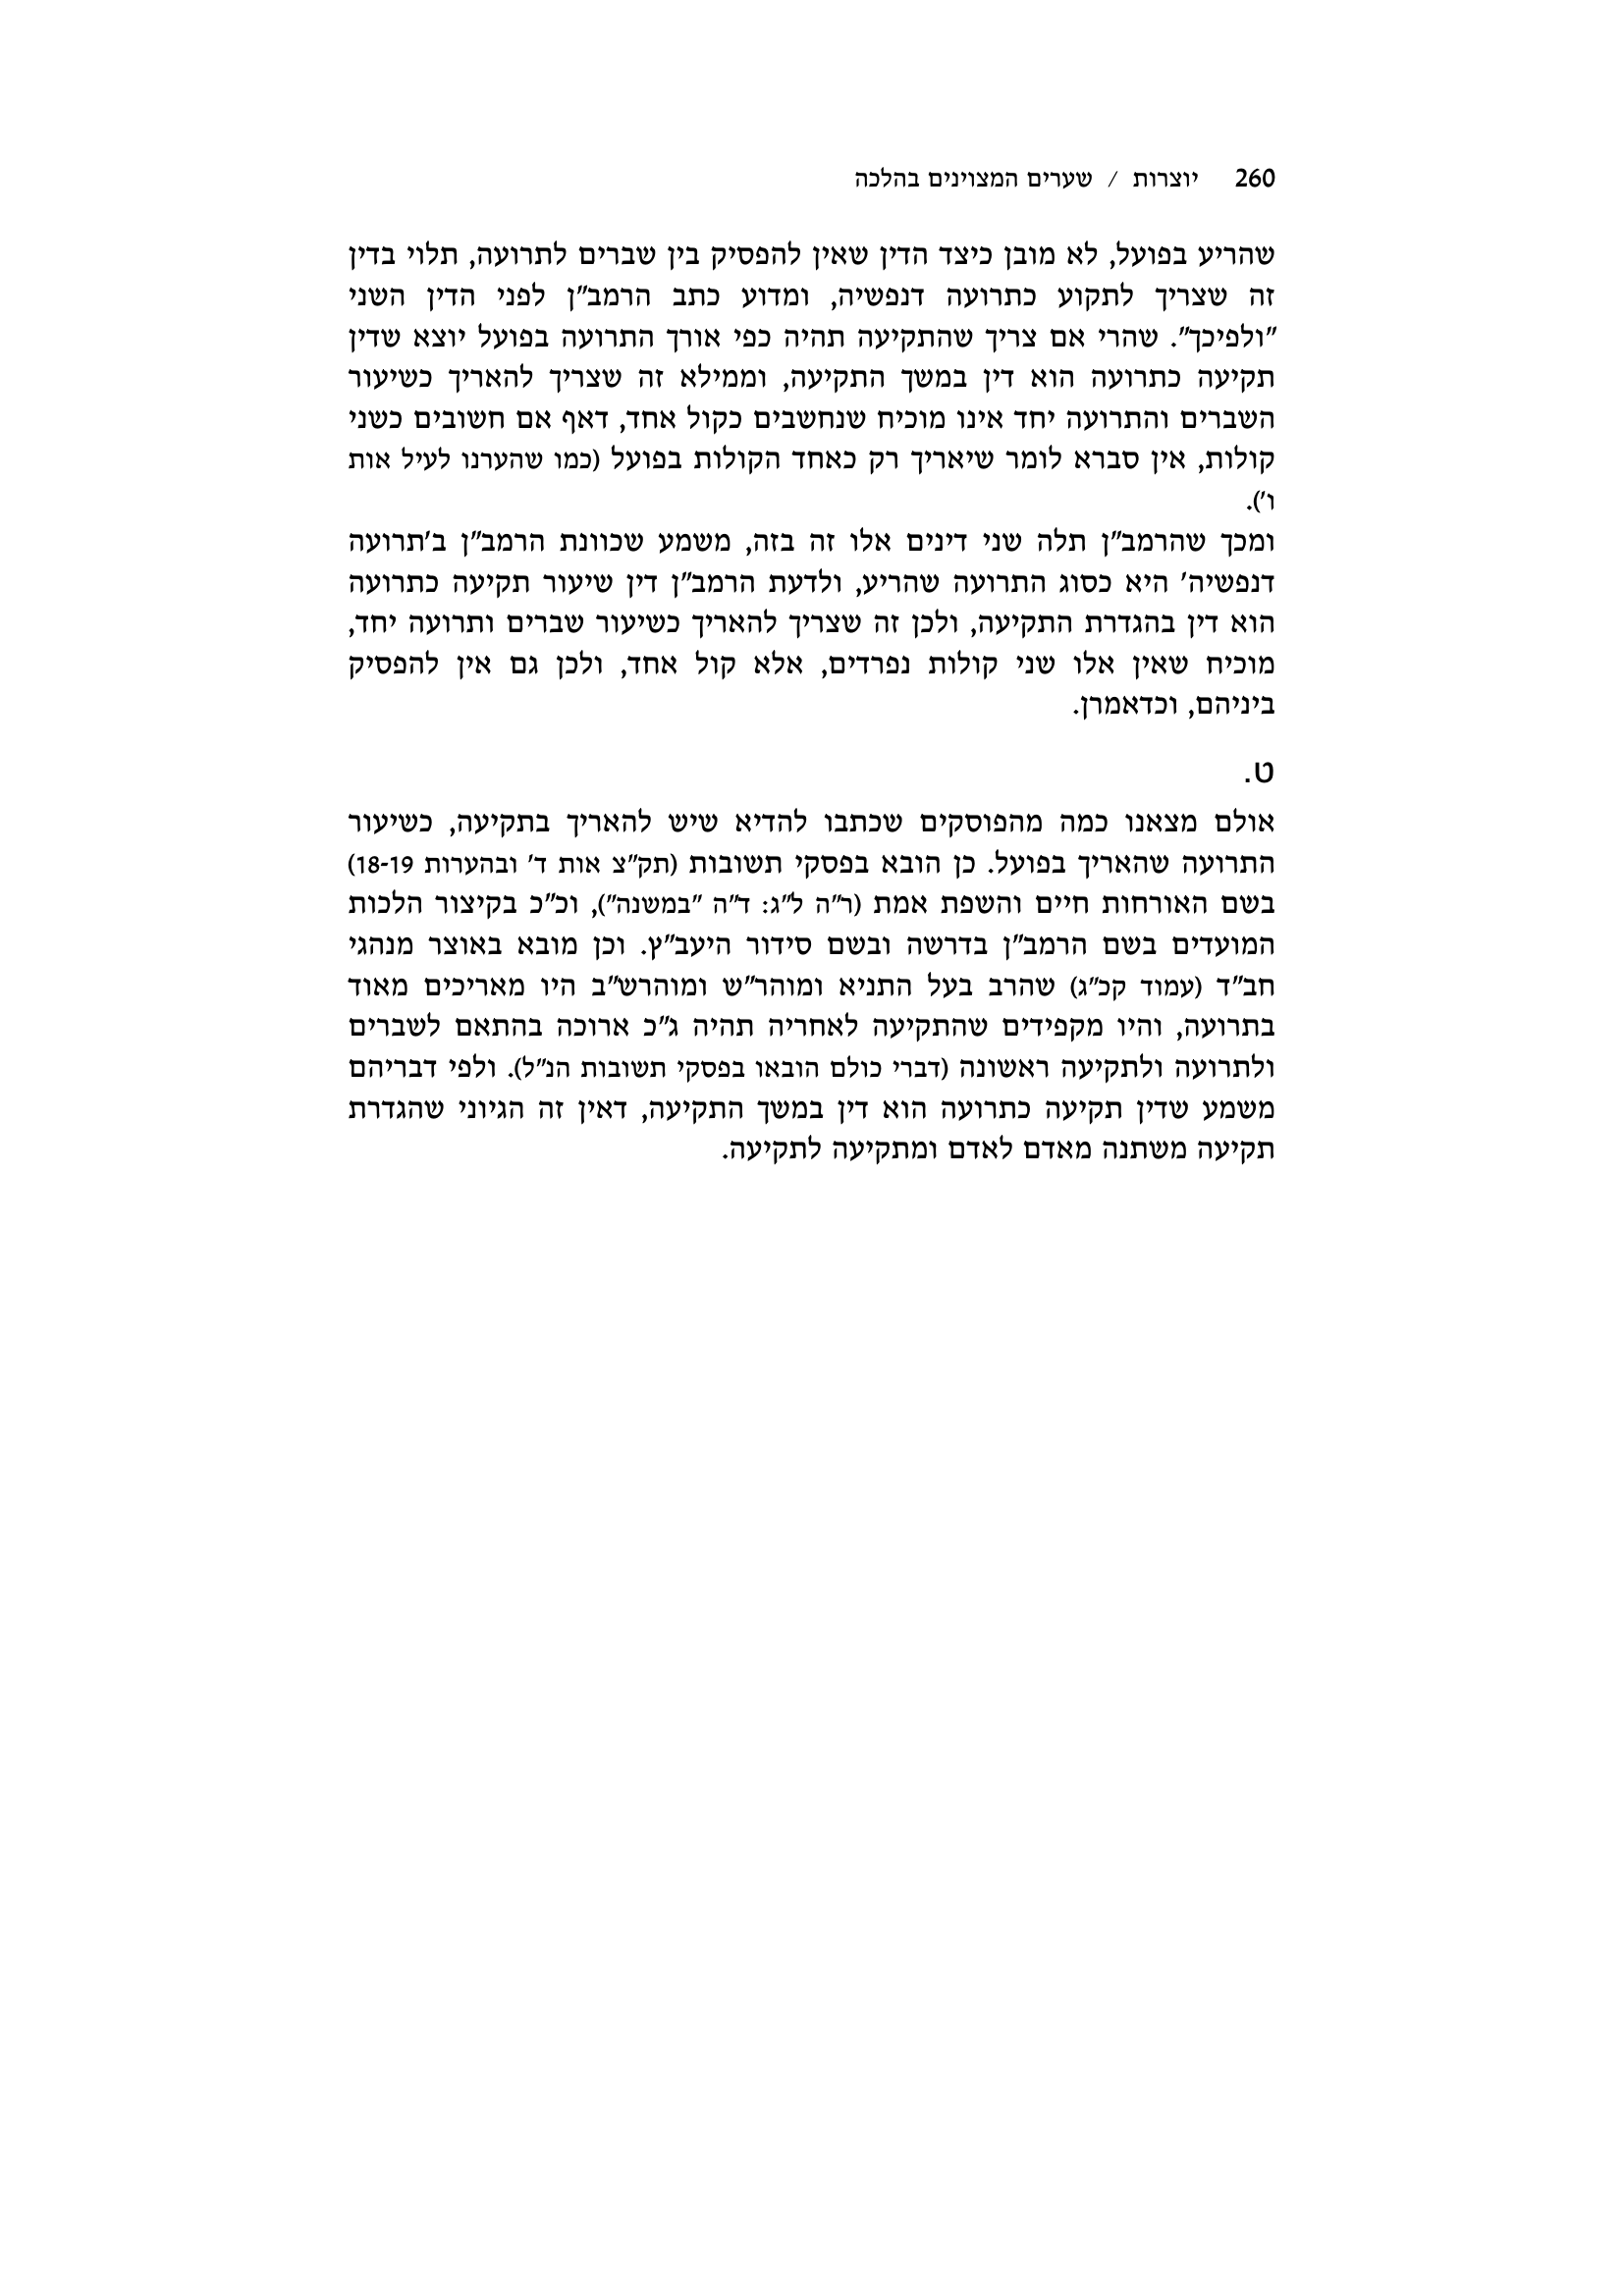 260 יוצרות / שערים המצוינים בהלכה
שהריע בפועל, לא מובן כיצד הדין שאין להפסיק בין שברים לתרועה, תלוי בדין
זה שצריך לתקוע כתרועה דנפשיה, ומדוע כתב הרמב"ן לפני הדין השני
"ולפיכך". שהרי אם צריך שהתקיעה תהיה כפי אורך התרועה בפועל יוצא שדין
תקיעה כתרועה הוא דין במשך התקיעה, וממילא זה שצריך להאריך כשיעור
השברים והתרועה יחד אינו מוכיח שנחשבים כקול אחד, דאף אם חשובים כשני
קולות, אין סברא לומר שיאריך רק כאחד הקולות בפועל (כמו שהערנו לעיל אות
ו').
ומכך שהרמב"ן תלה שני דינים אלו זה בזה, משמע שכוונת הרמב"ן ב'תרועה
דנפשיה' היא כסוג התרועה שהריע, ולדעת הרמב"ן דין שיעור תקיעה כתרועה
הוא דין בהגדרת התקיעה, ולכן זה שצריך להאריך כשיעור שברים ותרועה יחד,
מוכיח שאין אלו שני קולות נפרדים, אלא קול אחד, ולכן גם אין להפסיק
ביניהם, וכדאמרן.
ט.
אולם מצאנו כמה מהפוסקים שכתבו להדיא שיש להאריך בתקיעה, כשיעור
התרועה שהאריך בפועל. כן הובא בפסקי תשובות (תק"צ אות ד' ובהערות 18-19)
בשם האורחות חיים והשפת אמת (ר"ה ל"ג: ד"ה "במשנה"), וכ"כ בקיצור הלכות
המועדים בשם הרמב"ן בדרשה ובשם סידור היעב"ץ. וכן מובא באוצר מנהגי
חב"ד (עמוד קכ"ג) שהרב בעל התניא ומוהר"ש ומוהרש"ב היו מאריכים מאוד
בתרועה, והיו מקפידים שהתקיעה לאחריה תהיה ג"כ ארוכה בהתאם לשברים
ולתרועה ולתקיעה ראשונה (דברי כולם הובאו בפסקי תשובות הנ"ל). ולפי דבריהם
משמע שדין תקיעה כתרועה הוא דין במשך התקיעה, דאין זה הגיוני שהגדרת
תקיעה משתנה מאדם לאדם ומתקיעה לתקיעה.